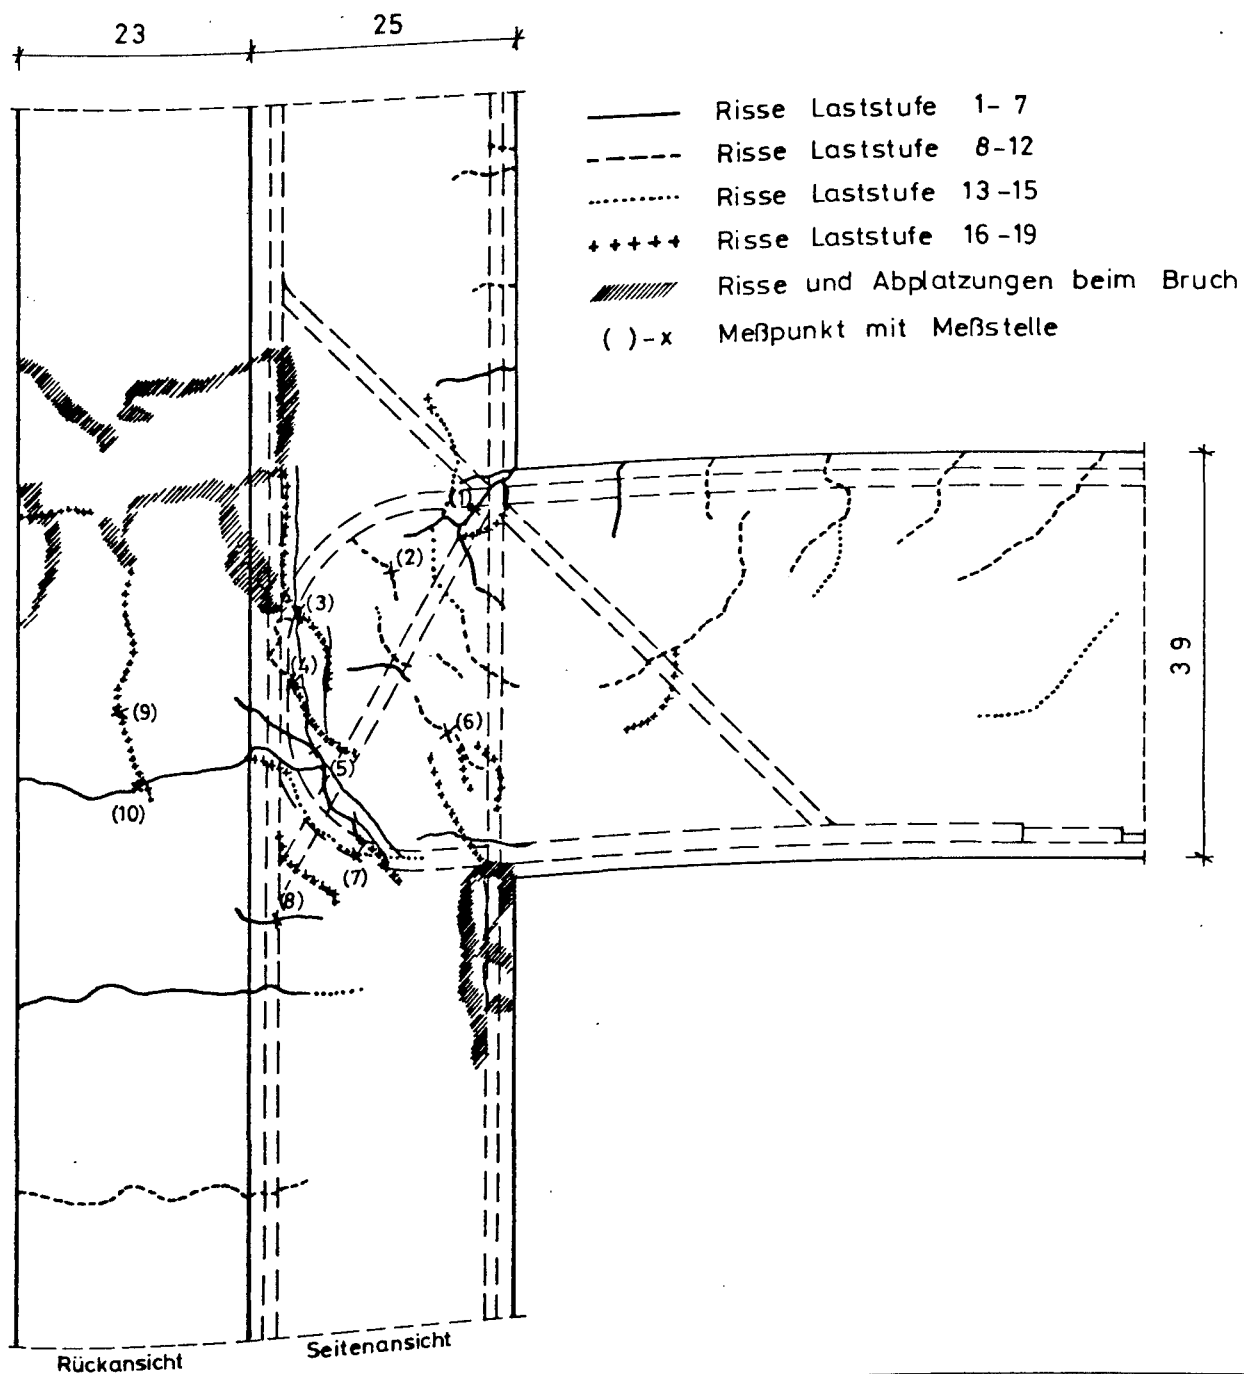 23
25
Risse Laststufe 1-7
Risse Laststufe 8-12
Risse Laststufe 13-15
Risse Laststufe 16-19
Risse und Abplatzungen beim Bruch
( )-x Meßpunkt mit Meßstelle
(1)
(2)
(3)
(4)
(5)
(6)
(7)
(8)
(9)
(10)
39
Rückansicht
Seitenansicht